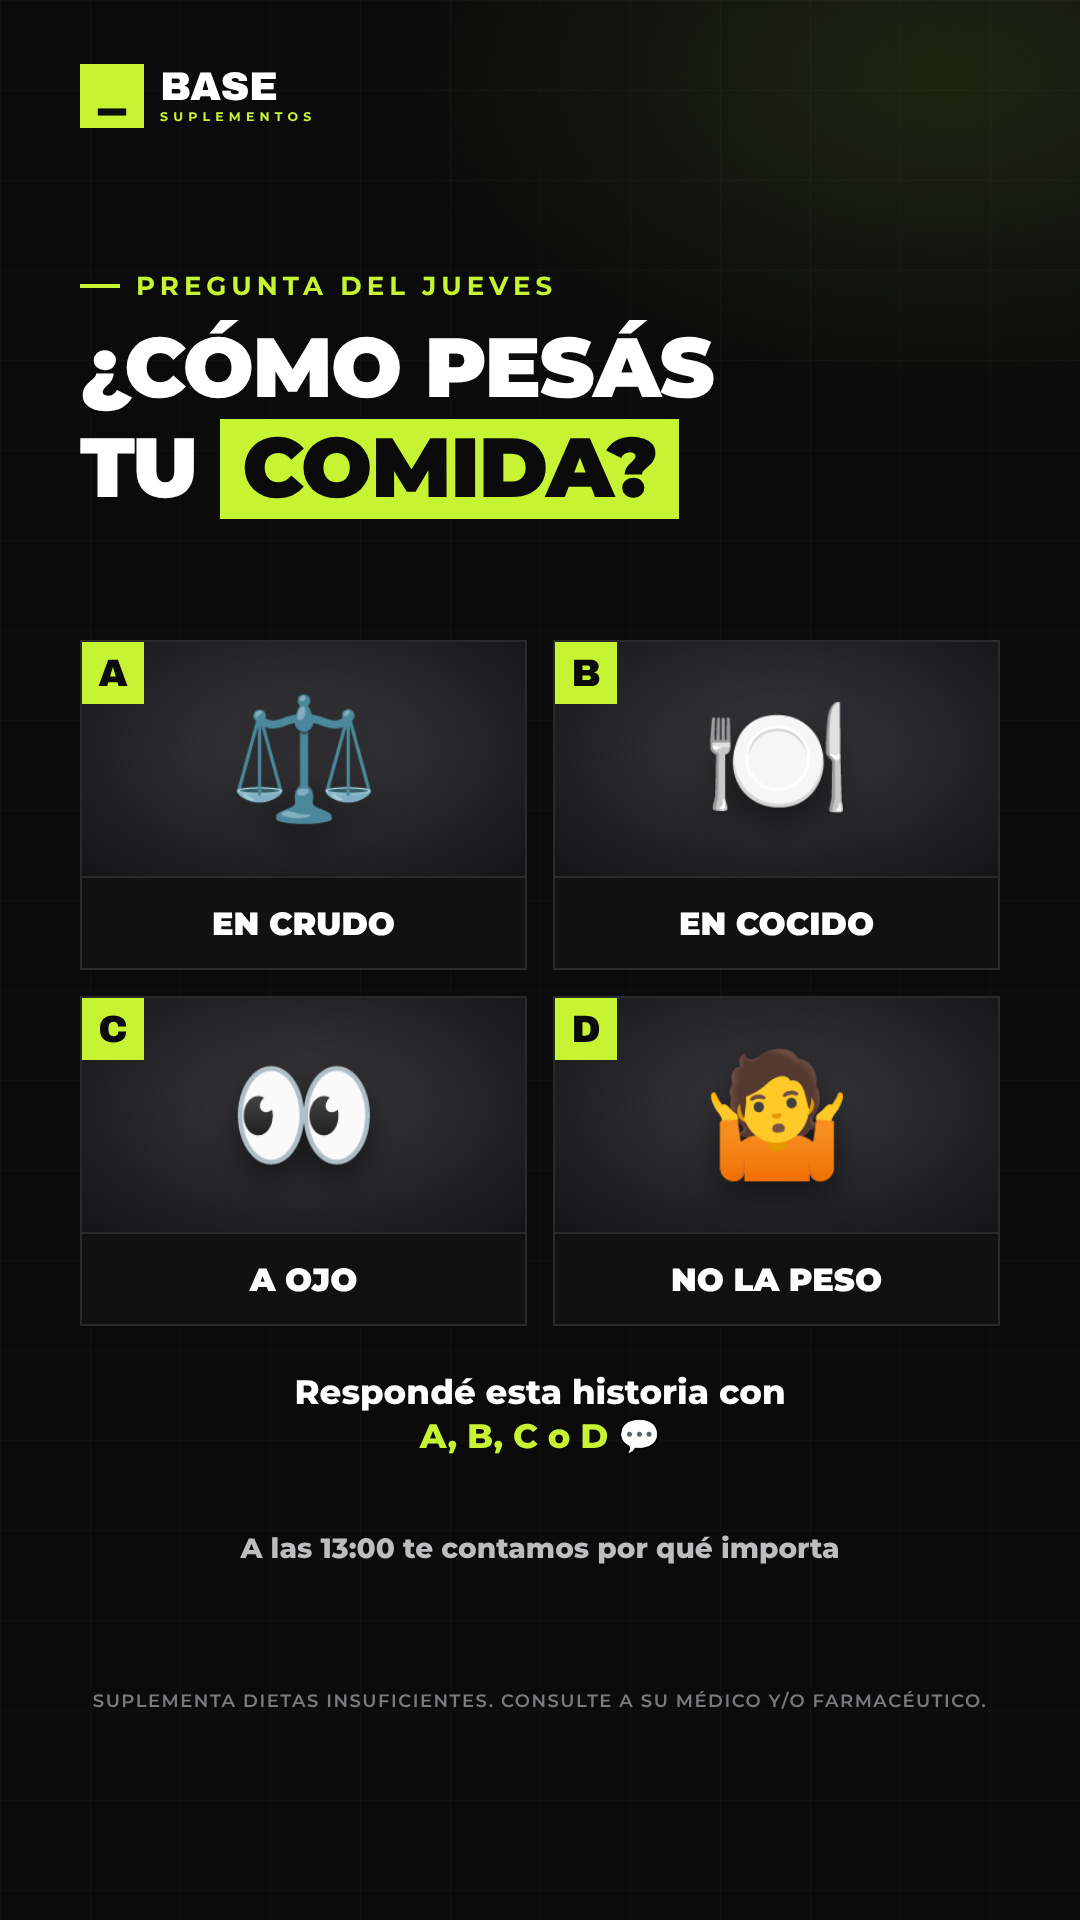 BASE
SUPLEMENTOS
PREGUNTA DEL JUEVES
¿CÓMO PESÁS
TU COMIDA?
A
B
EN CRUDO
EN COCIDO
C
D
A OJO
NO LA PESO
Respondé esta historia con
A, B, C o D 💬
A las 13:00 te contamos por qué importa
SUPLEMENTA DIETAS INSUFICIENTES. CONSULTE A SU MÉDICO Y/O FARMACÉUTICO.